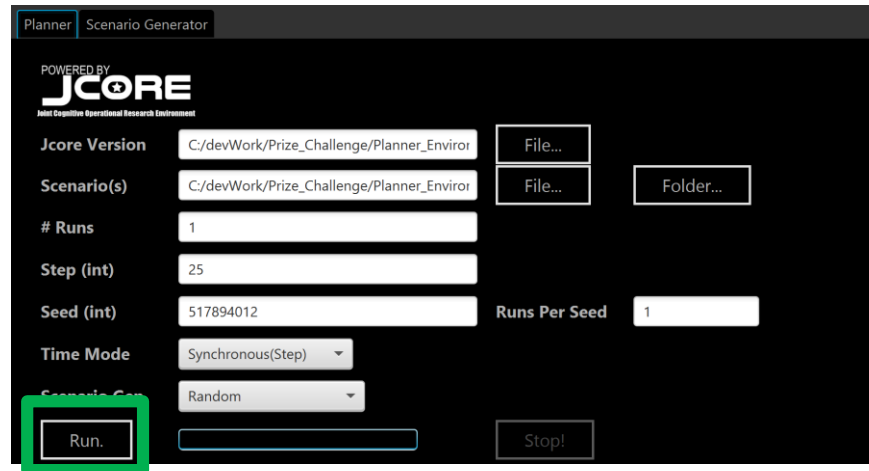 Planner Scenario Generator
POWERED BY
JCORE
Joint Cognitive Operational Research Environment
Jcore Version C:/devWork/Prize_Challenge/Planner_Enviror File...
Scenario(s) C:/devWork/Prize_Challenge/Planner_Enviror File... Folder...
# Runs 1
Step (int) 25
Seed (int) 517894012 Runs Per Seed 1
Time Mode Synchronous(Step)
Scenario Gen Random
Run. Stop!